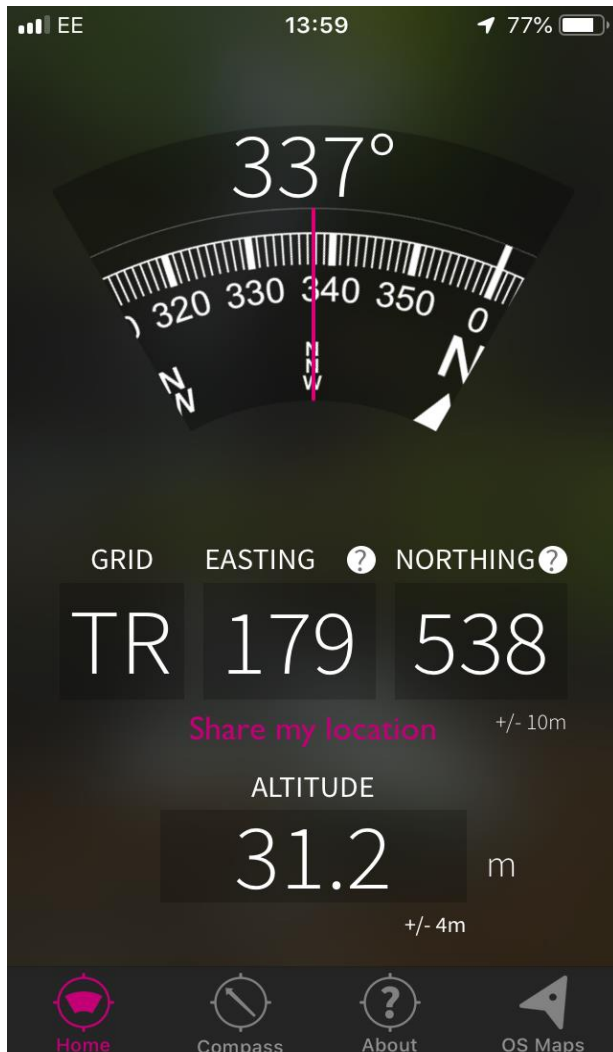 EE 13:59 77%
337°
) 320 330 340 350 0
NW NNW N
GRID EASTING ? NORTHING ?
TR 179 538
Share my location +/- 10m
ALTITUDE
31.2 m
+/- 4m
?
Home Compass About OS Maps